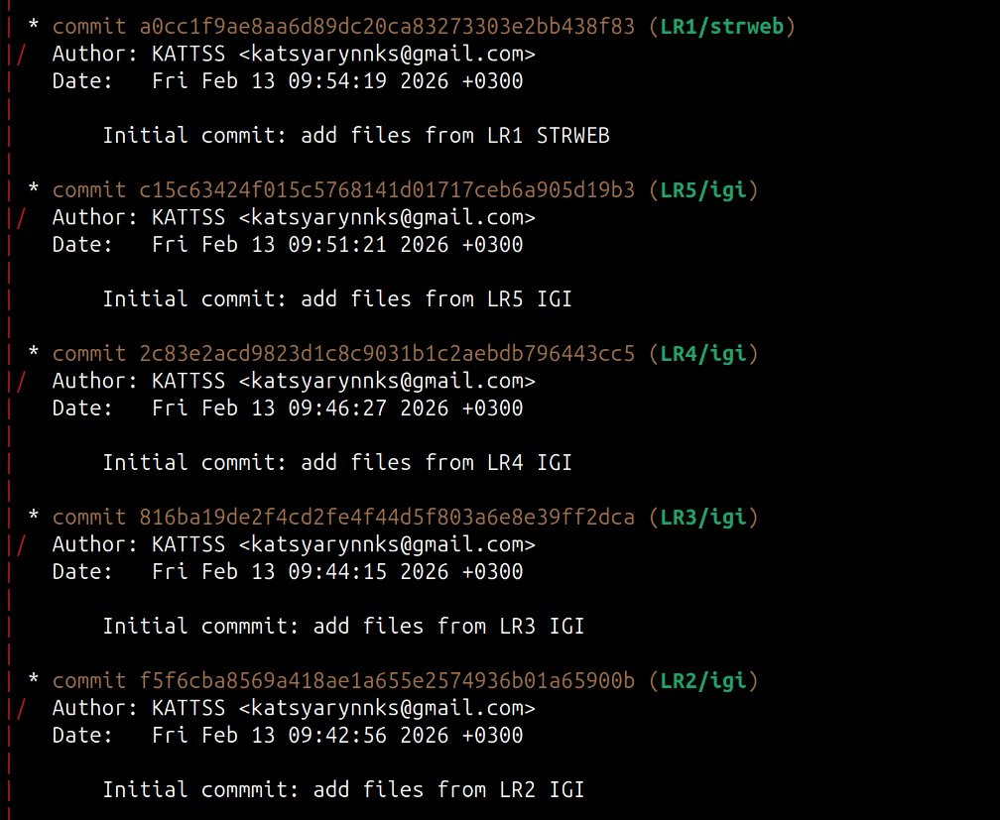 * commit a0cc1f9ae8aa6d89dc20ca83273303e2bb438f83 (LR1/strweb)
Author: KATTSS <katsyarynnks@gmail.com>
Date:   Fri Feb 13 09:54:19 2026 +0300
Initial commit: add files from LR1 STRWEB
* commit c15c63424f015c5768141d01717ceb6a905d19b3 (LR5/igi)
Author: KATTSS <katsyarynnks@gmail.com>
Date:   Fri Feb 13 09:51:21 2026 +0300
Initial commit: add files from LR5 IGI
* commit 2c83e2acd9823d1c8c9031b1c2aebdb796443cc5 (LR4/igi)
Author: KATTSS <katsyarynnks@gmail.com>
Date:   Fri Feb 13 09:46:27 2026 +0300
Initial commit: add files from LR4 IGI
* commit 816ba19de2f4cd2fe4f44d5f803a6e8e39ff2dca (LR3/igi)
Author: KATTSS <katsyarynnks@gmail.com>
Date:   Fri Feb 13 09:44:15 2026 +0300
Initial commmit: add files from LR3 IGI
* commit f5f6cba8569a418ae1a655e2574936b01a65900b (LR2/igi)
Author: KATTSS <katsyarynnks@gmail.com>
Date:   Fri Feb 13 09:42:56 2026 +0300
Initial commmit: add files from LR2 IGI